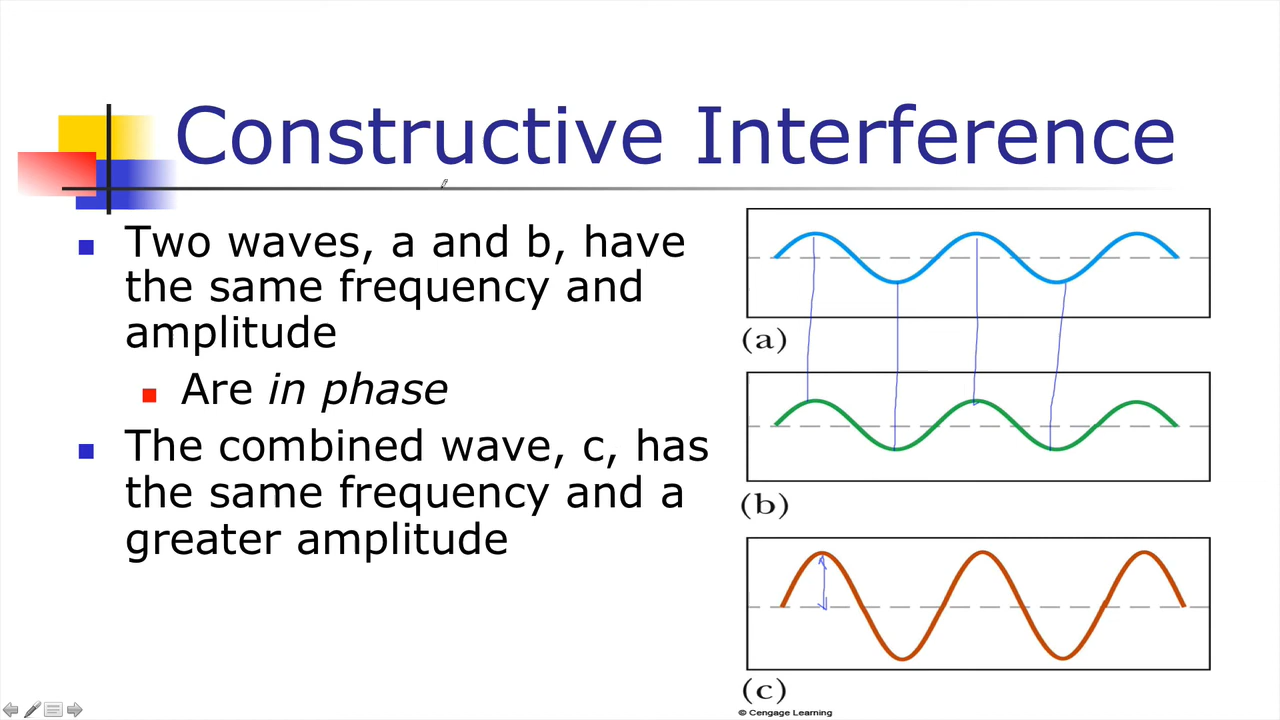 Constructive Interference
Two waves, a and b, have
the same frequency and
amplitude
Are in phase
The combined wave, c, has
the same frequency and a
greater amplitude
(a)
(b)
(c)
© Cengage Learning